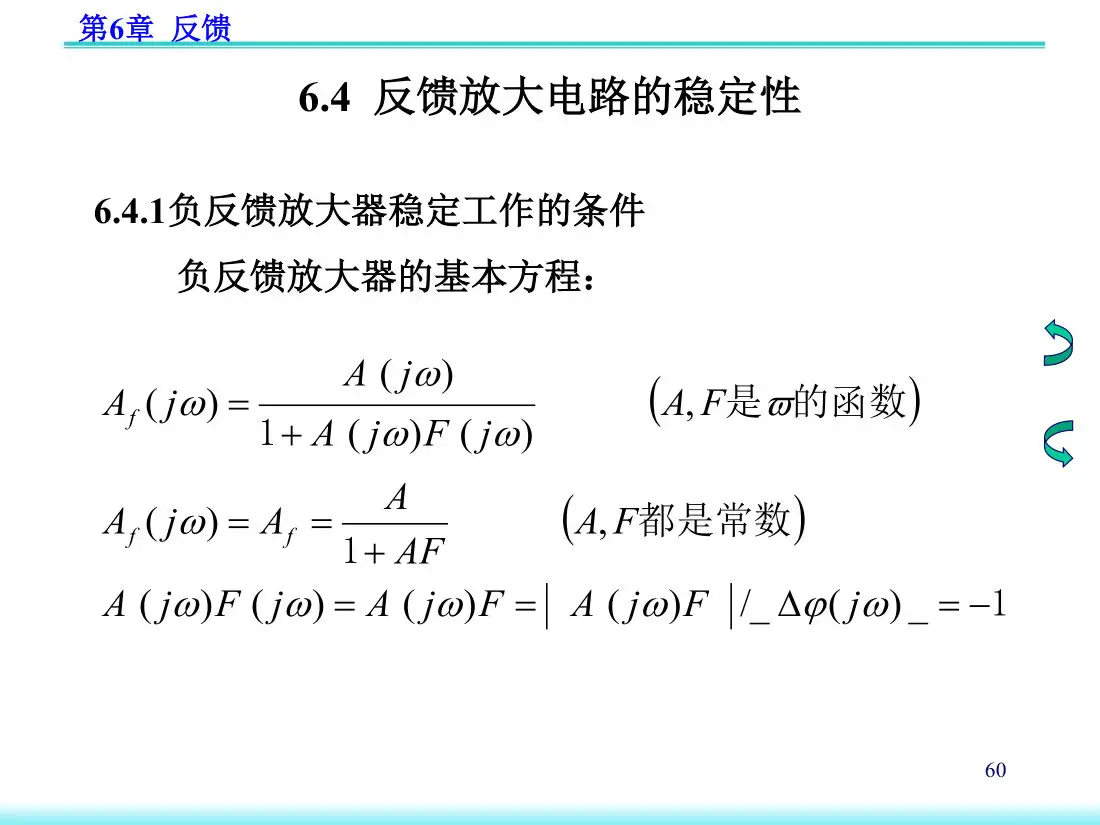 第6章 反馈
6.4 反馈放大电路的稳定性
6.4.1负反馈放大器稳定工作的条件
负反馈放大器的基本方程：
A_f(jω) = A(jω) / (1 + A(jω)F(jω)) (A, F是ϖ的函数)
A_f(jω) = A_f = A / (1 + AF) (A, F都是常数)
A(jω)F(jω) = A(jω)F = | A(jω)F | /_ Δφ(jω) _ = −1
60